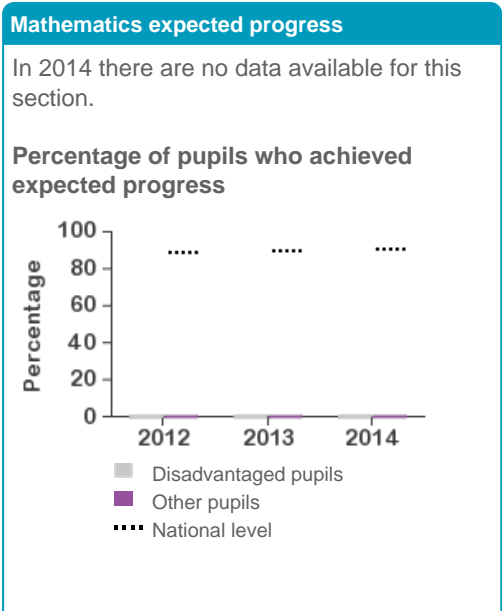 Mathematics expected progress
In 2014 there are no data available for this
section.
Percentage of pupils who achieved
expected progress
100
80
60
40
20
0
Percentage
2012 2013 2014
Disadvantaged pupils
Other pupils
National level